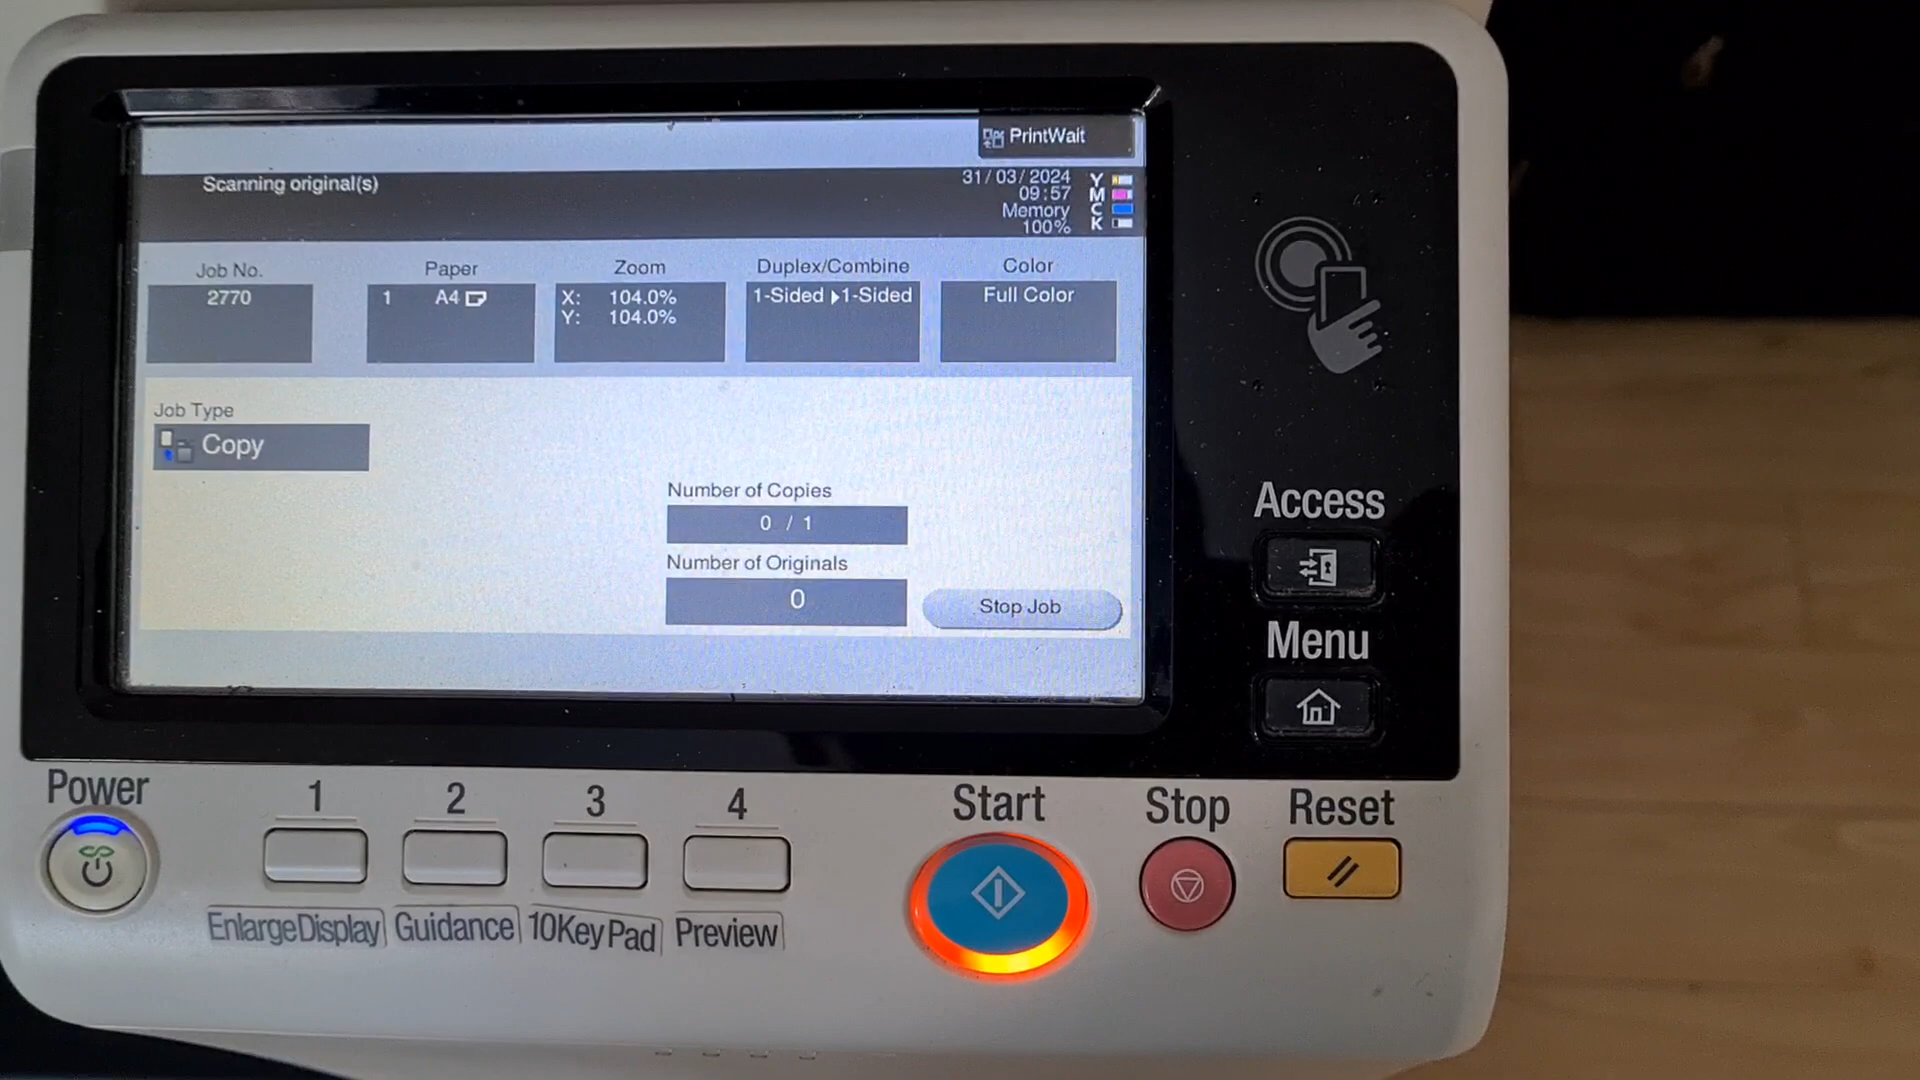 PrintWait
Scanning original(s)
31/03/2024
09:57
Memory
100%
Y
M
C
K
Job No.
2770
Paper
1 A4
Zoom
X: 104.0%
Y: 104.0%
Duplex/Combine
1-Sided ▶1-Sided
Color
Full Color
Job Type
Copy
Number of Copies
0 / 1
Number of Originals
0
Stop Job
Access
Menu
Power
1
2
3
4
Start
Stop
Reset
EnlargeDisplay
Guidance
10KeyPad
Preview